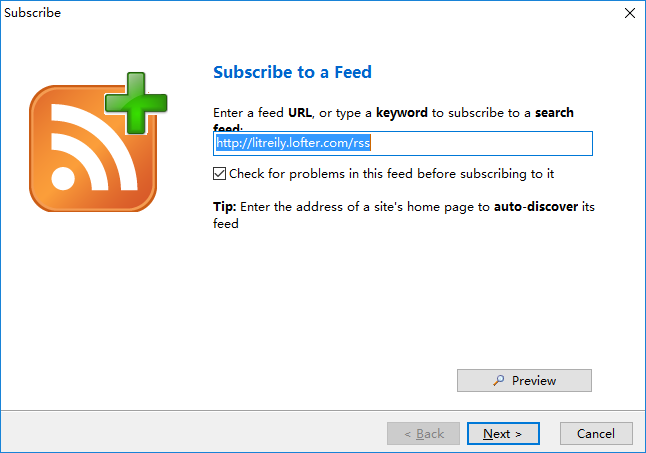 Subscribe
Subscribe to a Feed
Enter a feed URL, or type a keyword to subscribe to a search
feed:
http://litreily.lofter.com/rss
Check for problems in this feed before subscribing to it
Tip: Enter the address of a site's home page to auto-discover its
feed
Preview
< Back
Next >
Cancel